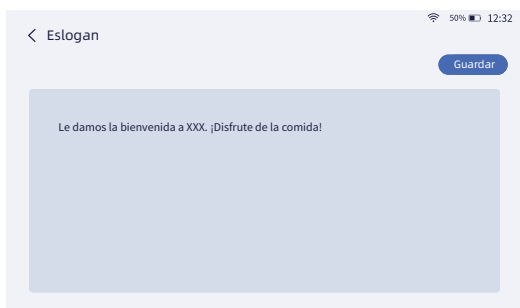 50% 12:32
Eslogan
Guardar
Le damos la bienvenida a XXX. ¡Disfrute de la comida!